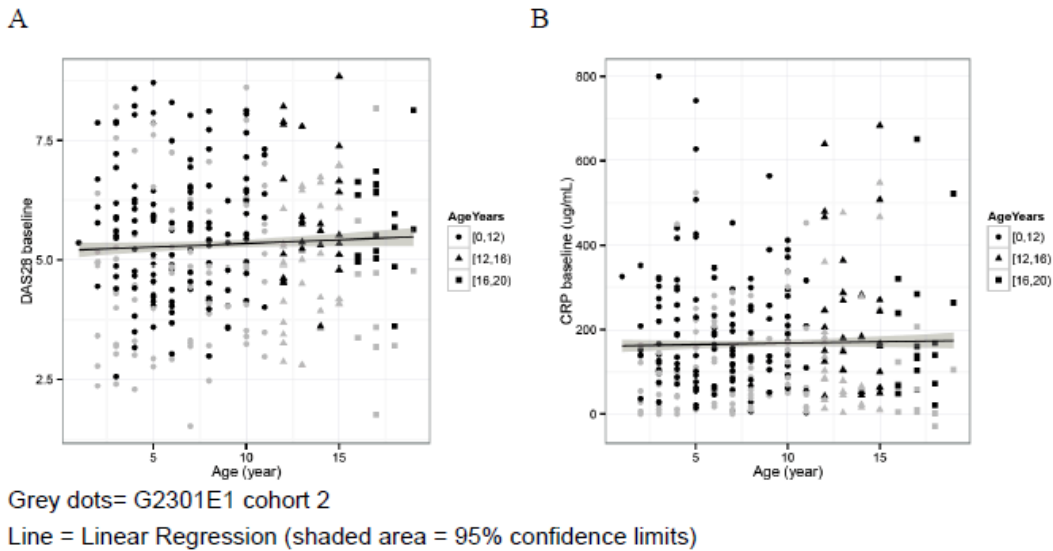 A
B
DAS28 baseline
7.5
5.0
2.5
5
10
15
Age (year)
AgeYears
[0,12)
[12,16)
[16,20)
CRP baseline (ug/mL)
800
600
400
200
0
5
10
15
Age (year)
AgeYears
[0,12)
[12,16)
[16,20)
Grey dots= G2301E1 cohort 2
Line = Linear Regression (shaded area = 95% confidence limits)